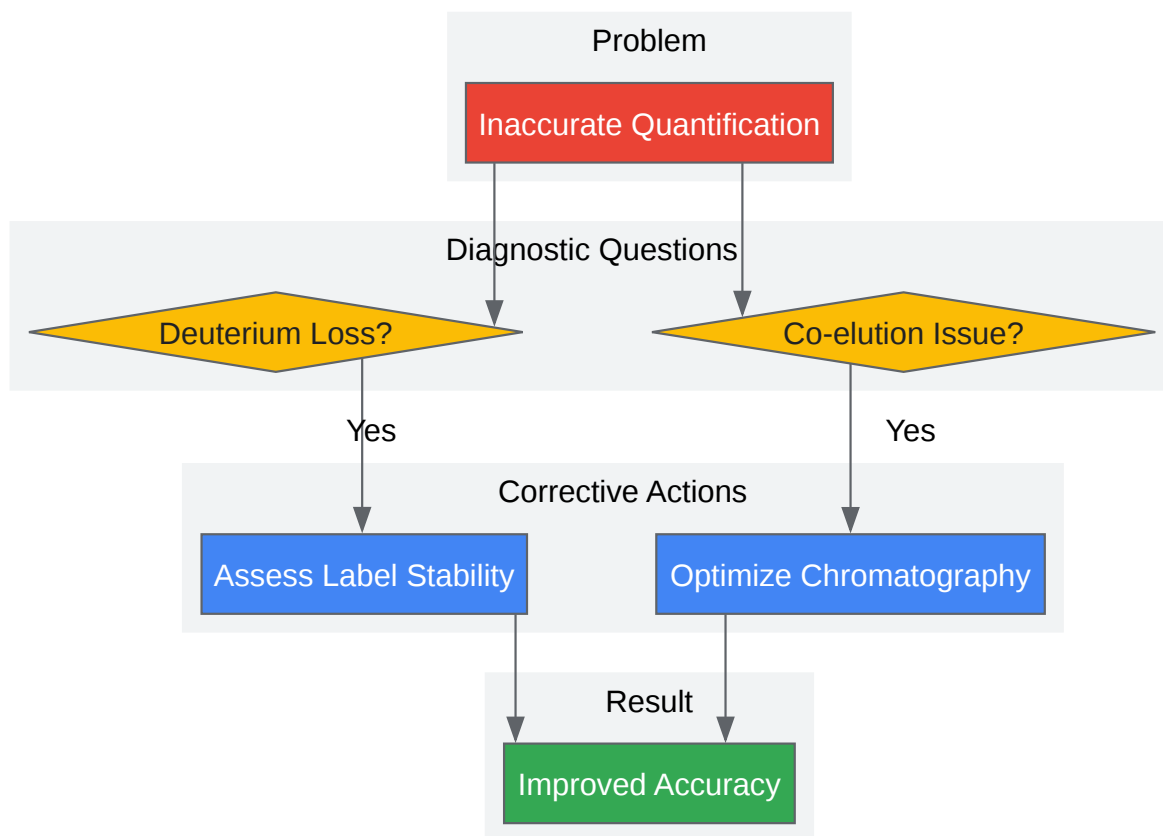 Problem
Inaccurate Quantification
Diagnostic Questions
Deuterium Loss?
Co-elution Issue?
Yes
Yes
Corrective Actions
Assess Label Stability
Optimize Chromatography
Result
Improved Accuracy